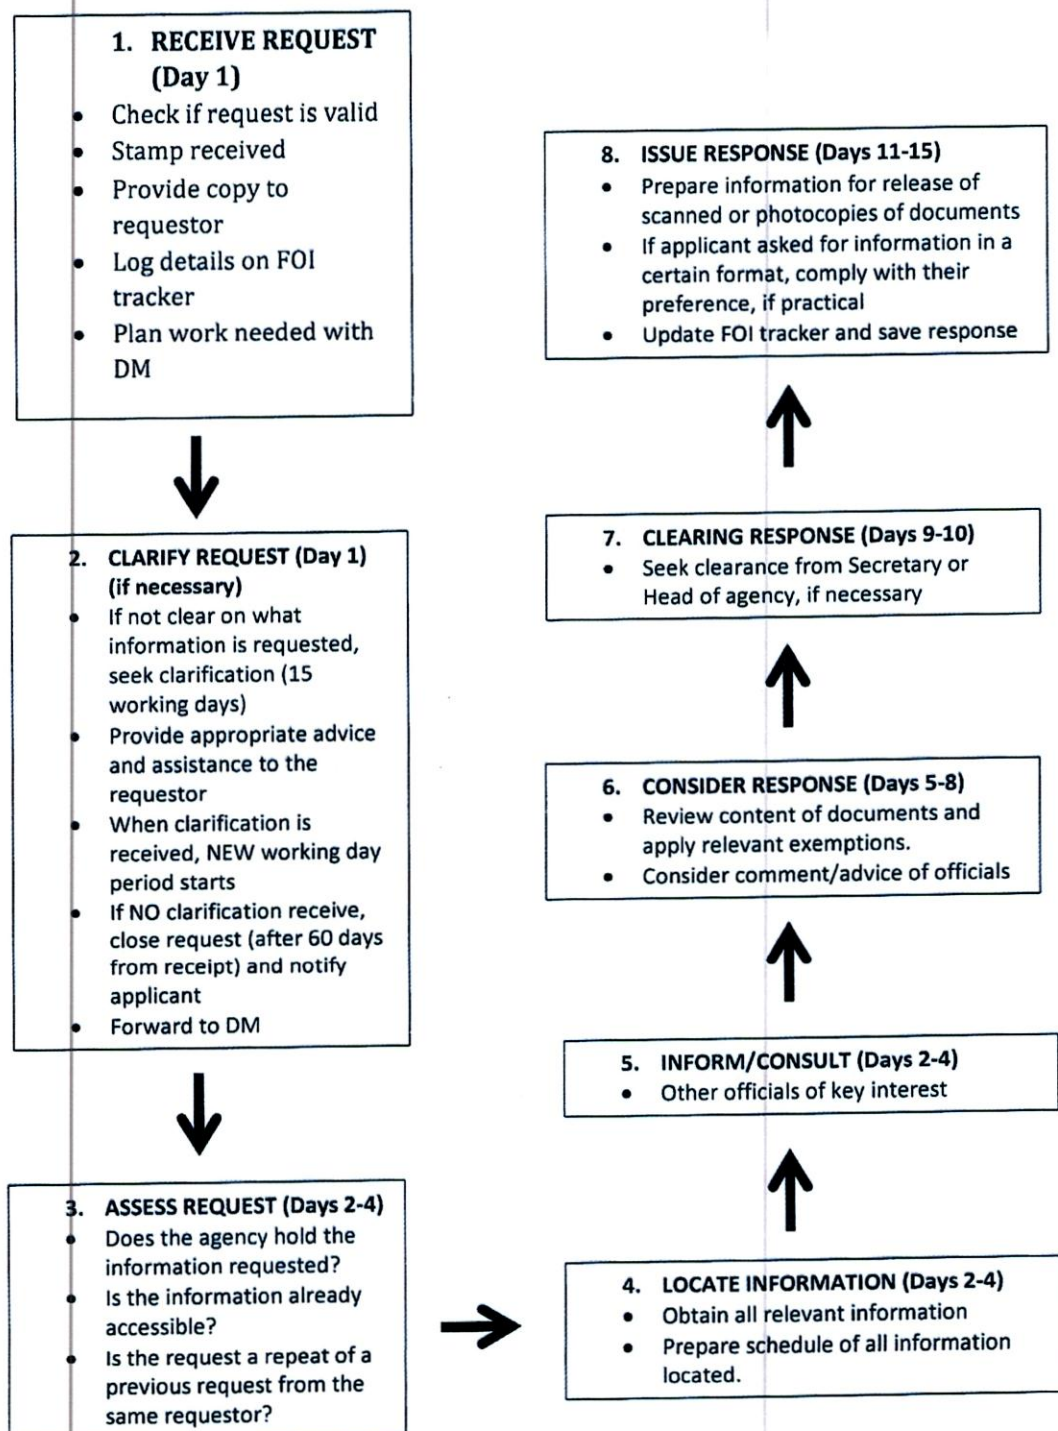 1. RECEIVE REQUEST
(Day 1)
• Check if request is valid
• Stamp received
• Provide copy to
requestor
• Log details on FOI
tracker
• Plan work needed with
DM
2. CLARIFY REQUEST (Day 1)
(if necessary)
• If not clear on what
information is requested,
seek clarification (15
working days)
• Provide appropriate advice
and assistance to the
requestor
• When clarification is
received, NEW working day
period starts
• If NO clarification receive,
close request (after 60 days
from receipt) and notify
applicant
• Forward to DM
3. ASSESS REQUEST (Days 2-4)
• Does the agency hold the
information requested?
• Is the information already
accessible?
• Is the request a repeat of a
previous request from the
same requestor?
4. LOCATE INFORMATION (Days 2-4)
• Obtain all relevant information
• Prepare schedule of all information
located.
5. INFORM/CONSULT (Days 2-4)
• Other officials of key interest
6. CONSIDER RESPONSE (Days 5-8)
• Review content of documents and
apply relevant exemptions.
• Consider comment/advice of officials
7. CLEARING RESPONSE (Days 9-10)
• Seek clearance from Secretary or
Head of agency, if necessary
8. ISSUE RESPONSE (Days 11-15)
• Prepare information for release of
scanned or photocopies of documents
• If applicant asked for information in a
certain format, comply with their
preference, if practical
• Update FOI tracker and save response